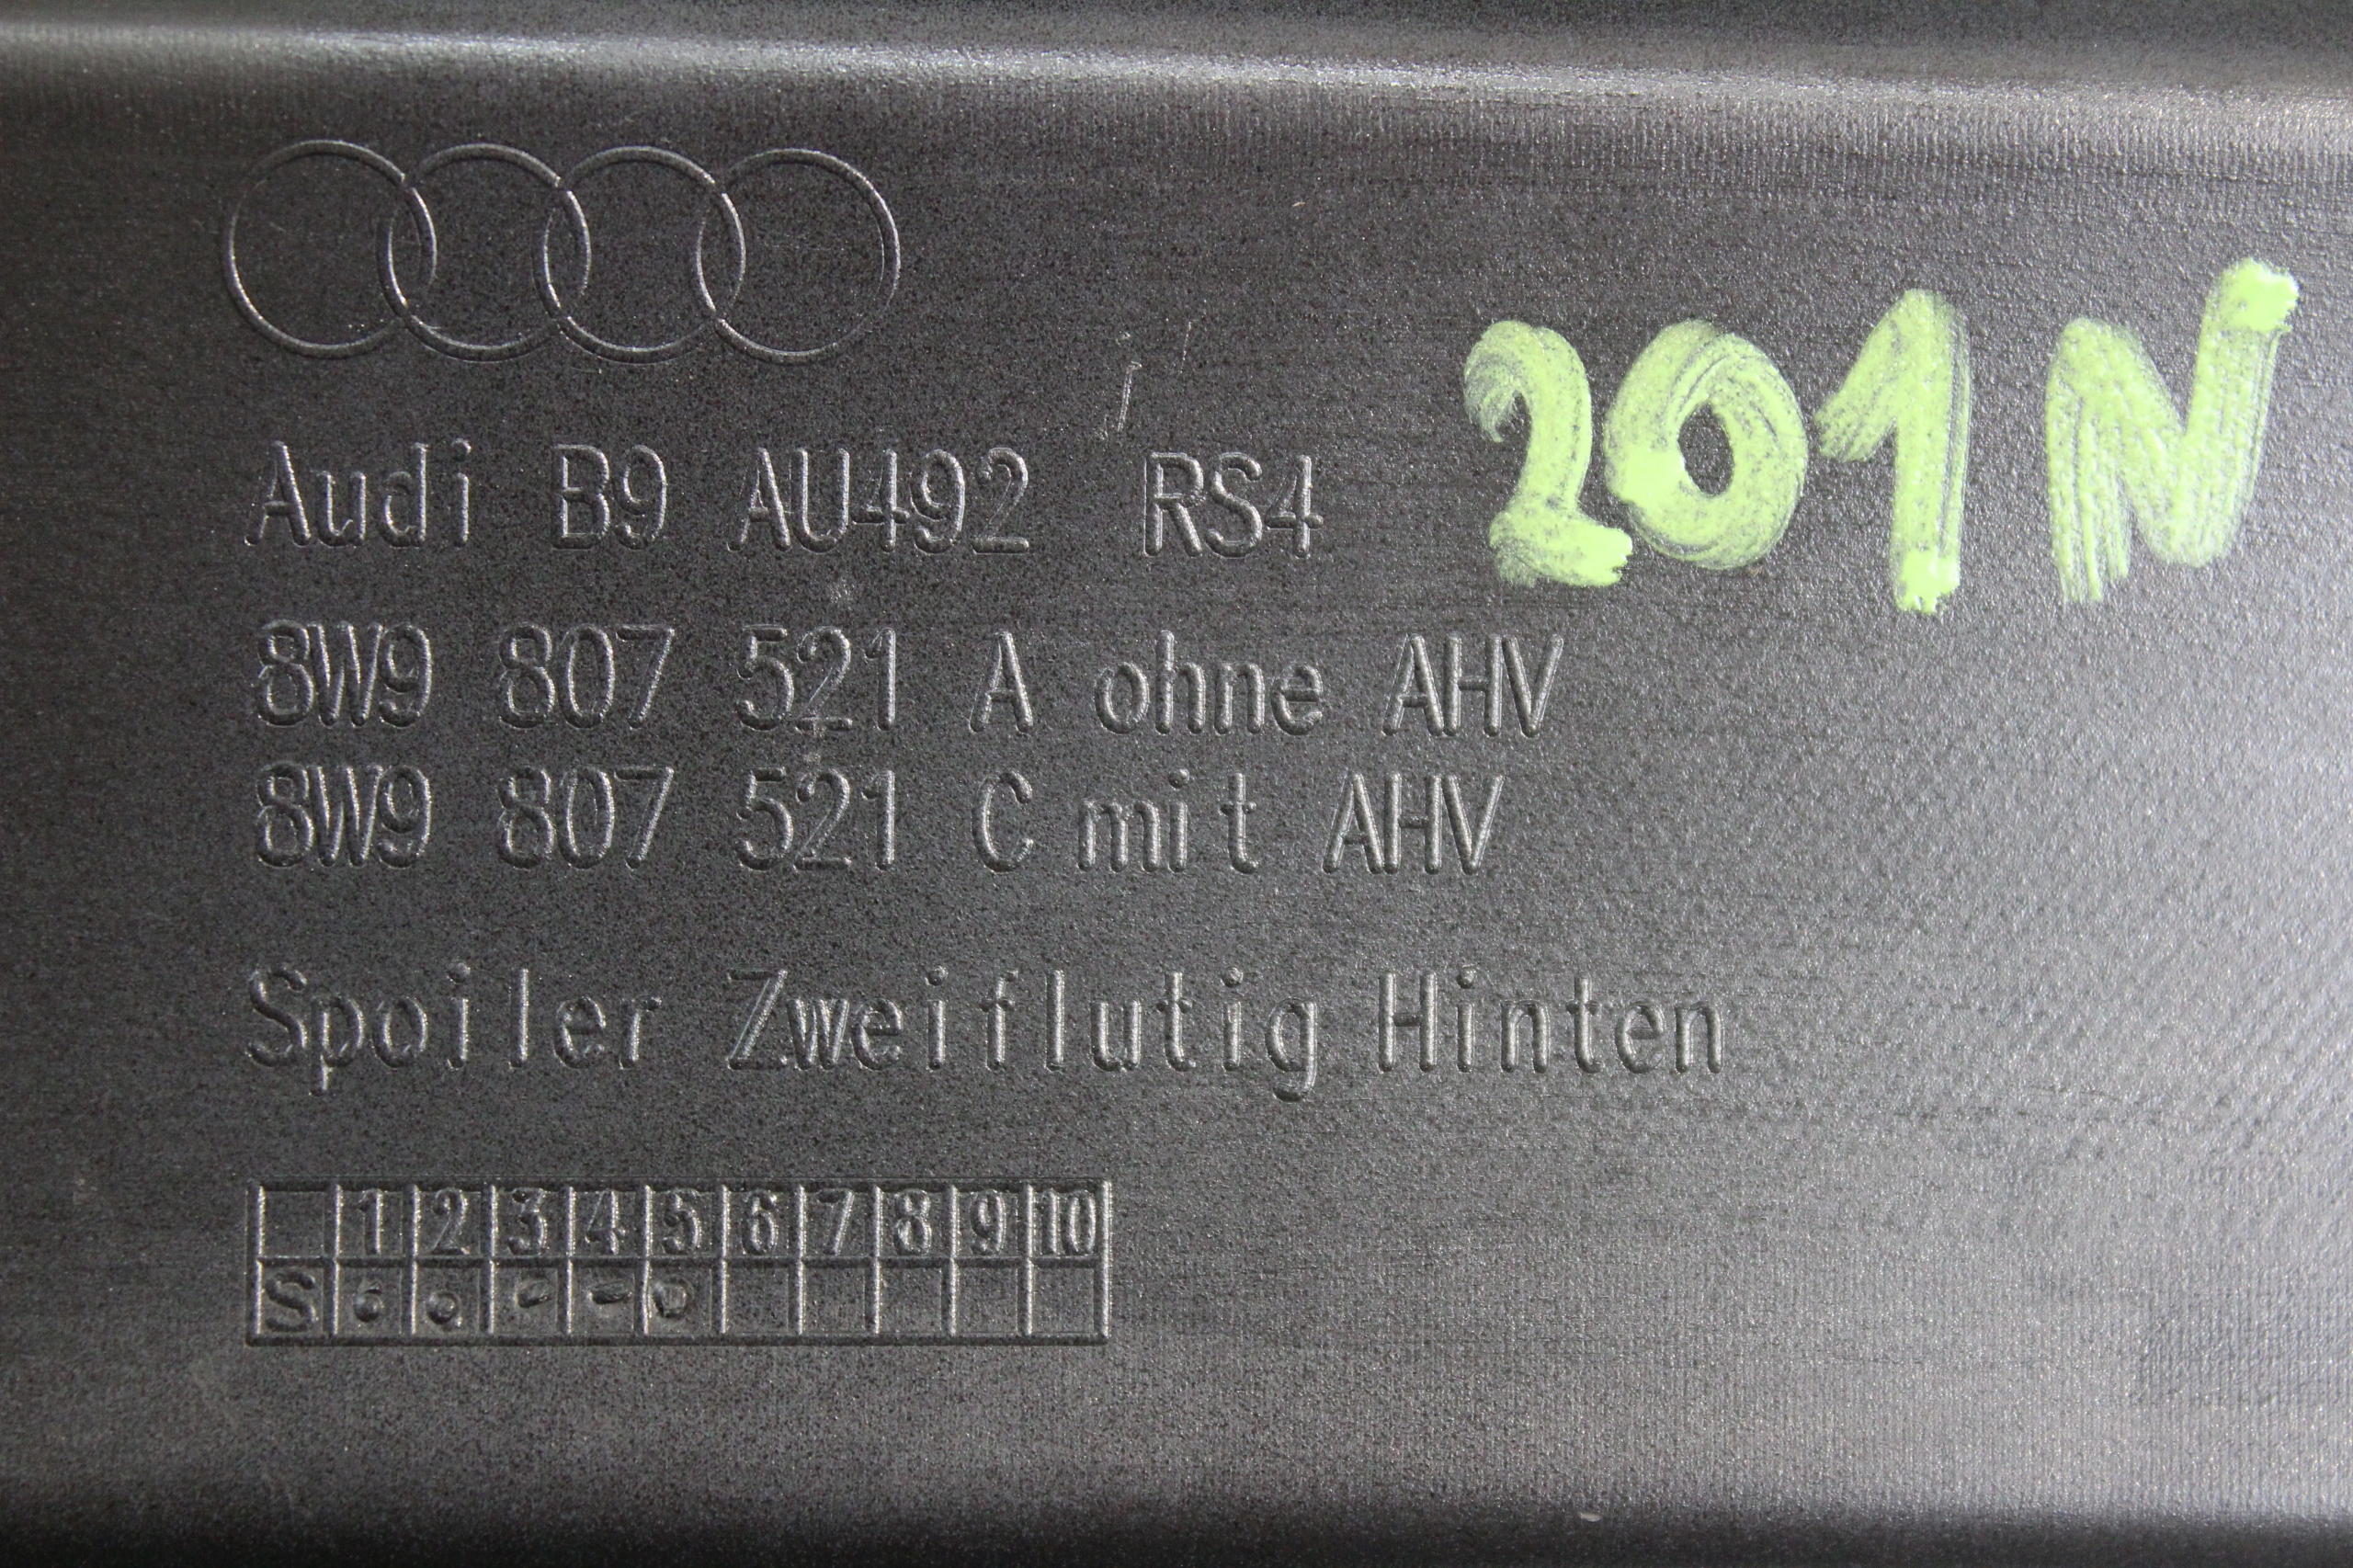 Audi B9 AU492 RS4
201N
8W9 807 521 A ohne AHV
8W9 807 521 C mit AHV
Spoiler Zweiflutig Hinten
1 2 3 4 5 6 7 8 9 10
S